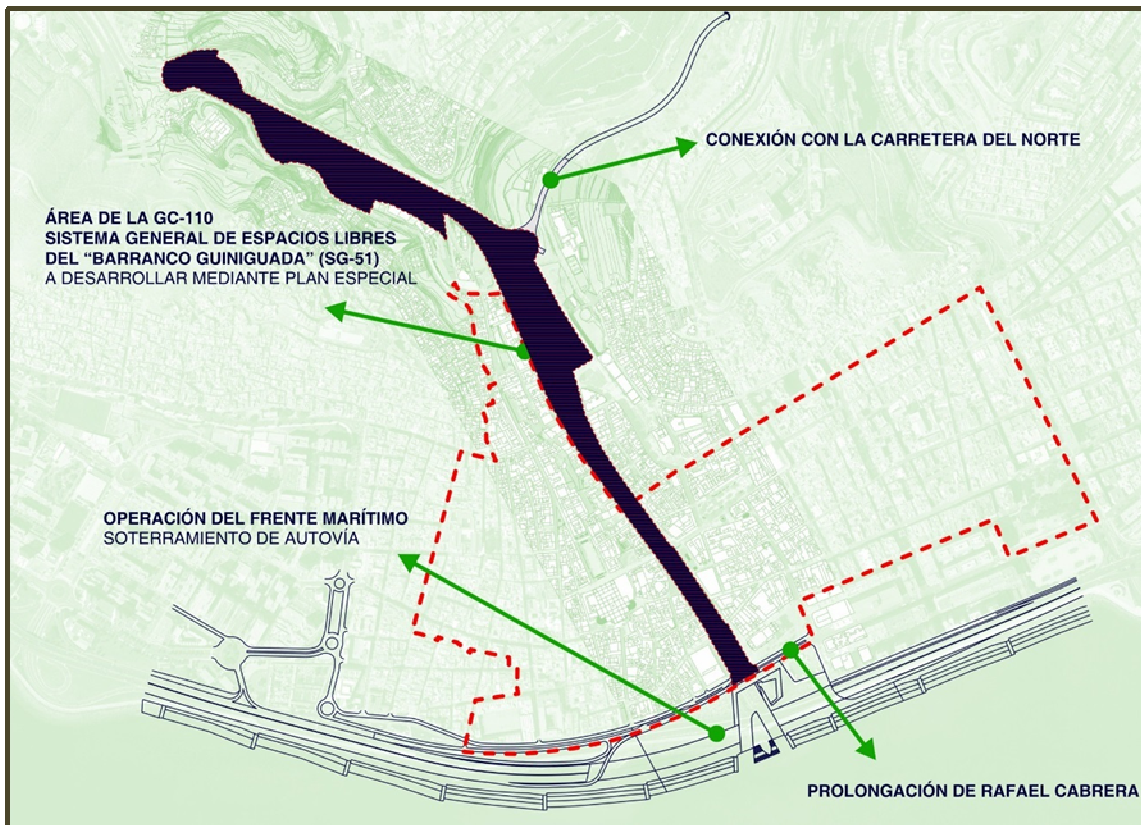 CONEXIÓN CON LA CARRETERA DEL NORTE
ÁREA DE LA GC-110
SISTEMA GENERAL DE ESPACIOS LIBRES
DEL “BARRANCO GUINIGUADA” (SG-51)
A DESARROLLAR MEDIANTE PLAN ESPECIAL
OPERACIÓN DEL FRENTE MARÍTIMO
SOTERRAMIENTO DE AUTOVÍA
PROLONGACIÓN DE RAFAEL CABRERA